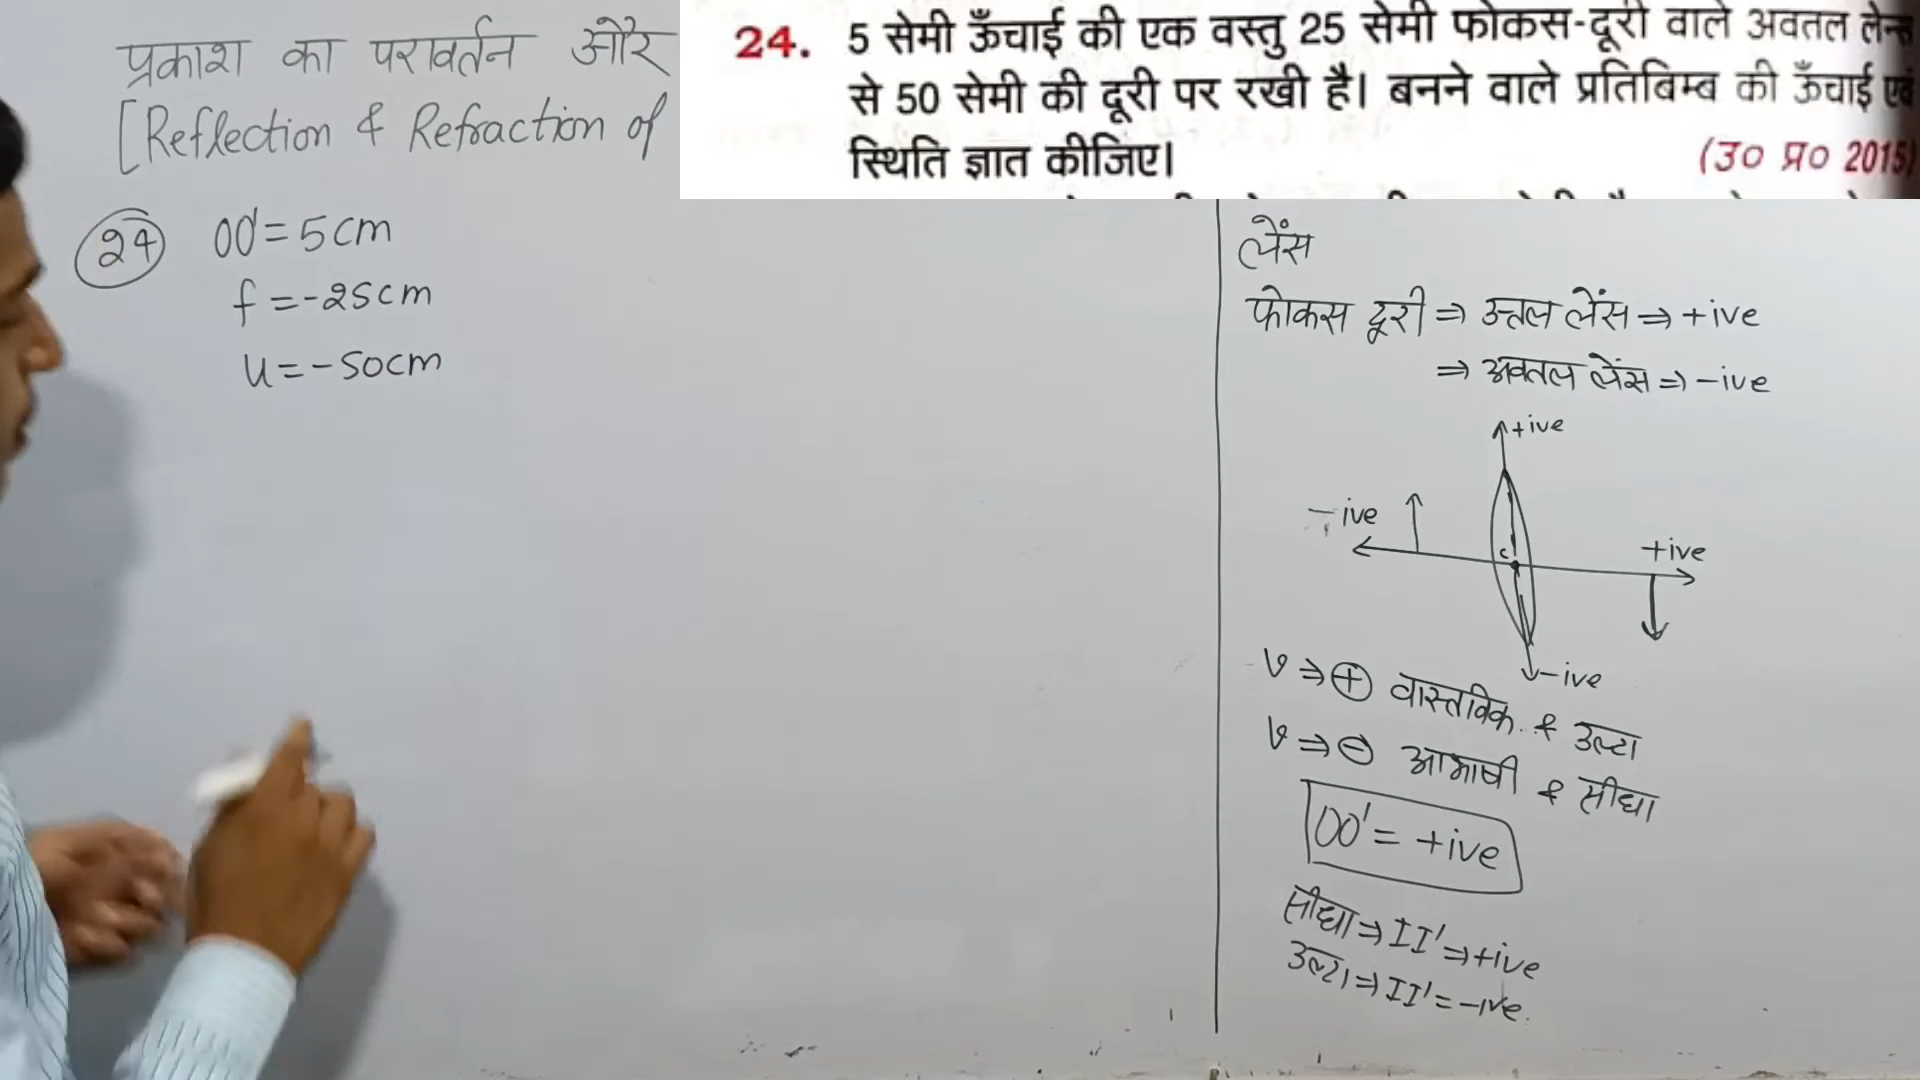 प्रकाश का परावर्तन और
[Reflection & Refraction of
24. 5 सेमी ऊँचाई की एक वस्तु 25 सेमी फोकस-दूरी वाले अवतल लेन्स
से 50 सेमी की दूरी पर रखी है। बनने वाले प्रतिबिम्ब की ऊँचाई एवं
स्थिति ज्ञात कीजिए। (उ० प्र० 2015)
24 OO'=5cm
f=-25cm
u=-50cm
लेंस
फोकस दूरी ⇒ उत्तल लेंस ⇒ +ive
⇒ अवतल लेंस ⇒ -ive
+ive
-ive
c
+ive
-ive
v ⇒ ⊕ वास्तविक & उल्टा
v ⇒ ⊖ आभाषी & सीधा
OO' = +ive
सीधा ⇒ II' ⇒ +ive
उल्टा ⇒ II' = -ive.